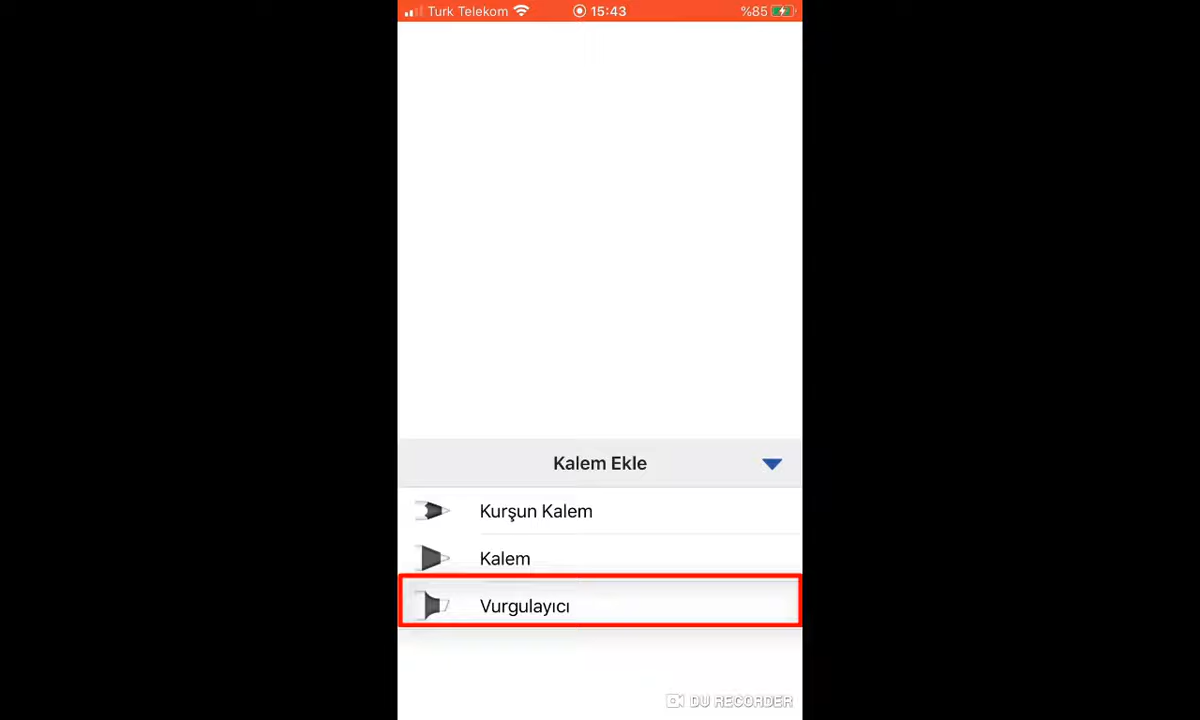 Turk Telekom 15:43 %85
Kalem Ekle
Kurşun Kalem
Kalem
Vurgulayıcı
DU RECORDER